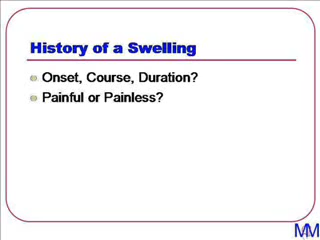 History of a Swelling
Onset, Course, Duration?
Painful or Painless?
MM